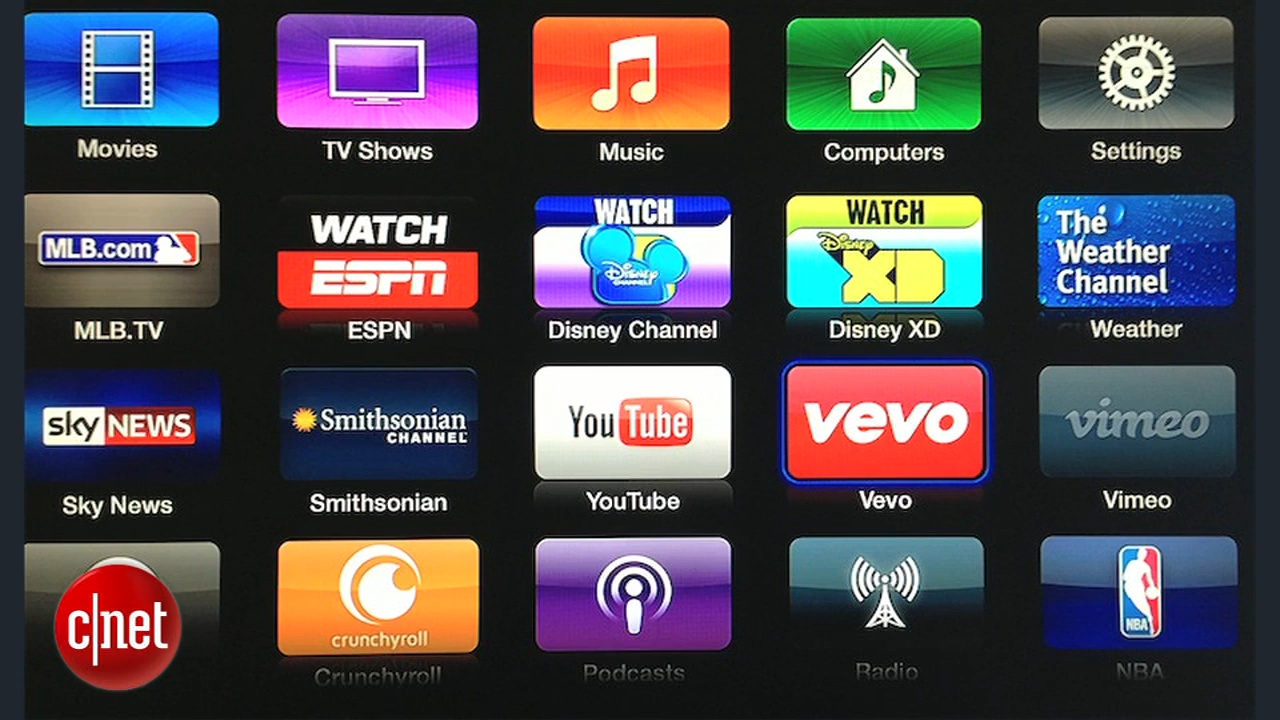 Movies
TV Shows
Music
Computers
Settings
MLB.com
WATCH
ESPN
WATCH
Disney
CHANNEL
WATCH
Disney
XD
The
Weather
Channel
MLB.TV
ESPN
Disney Channel
Disney XD
Weather
sky NEWS
Smithsonian
CHANNEL
YouTube
vevo
vimeo
Sky News
Smithsonian
YouTube
Vevo
Vimeo
c|net
crunchyroll
NBA
Crunchyroll
Podcasts
Radio
NBA